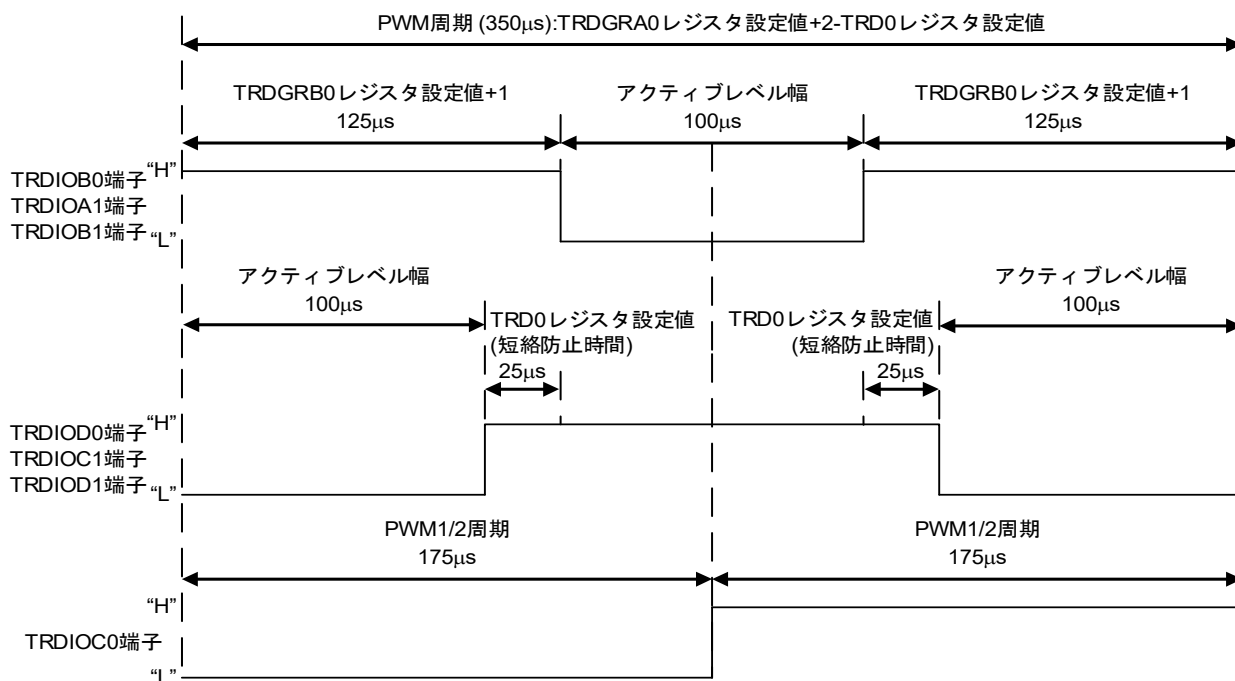 PWM周期 (350μs):TRDGRA0レジスタ設定値+2-TRD0レジスタ設定値
TRDGRB0レジスタ設定値+1
125μs
アクティブレベル幅
100μs
TRDGRB0レジスタ設定値+1
125μs
“H”
TRDIOB0端子
TRDIOA1端子
TRDIOB1端子
“L”
アクティブレベル幅
100μs
TRD0レジスタ設定値
(短絡防止時間)
25μs
TRD0レジスタ設定値
(短絡防止時間)
25μs
アクティブレベル幅
100μs
“H”
TRDIOD0端子
TRDIOC1端子
TRDIOD1端子
“L”
PWM1/2周期
175μs
PWM1/2周期
175μs
“H”
TRDIOC0端子
“L”